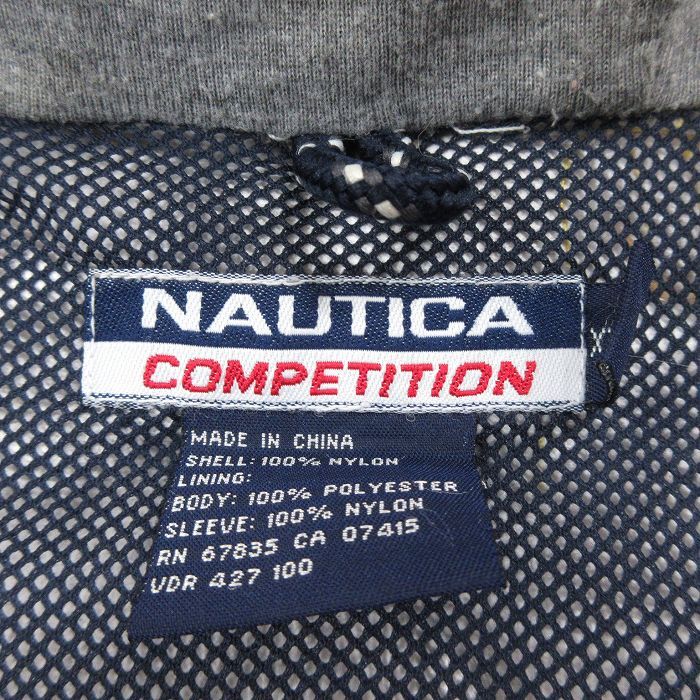 NAUTICA
COMPETITION
X
MADE IN CHINA
SHELL: 100% NYLON
LINING:
BODY: 100% POLYESTER
SLEEVE: 100% NYLON
RN 67835 CA 07415
VDR 427 100